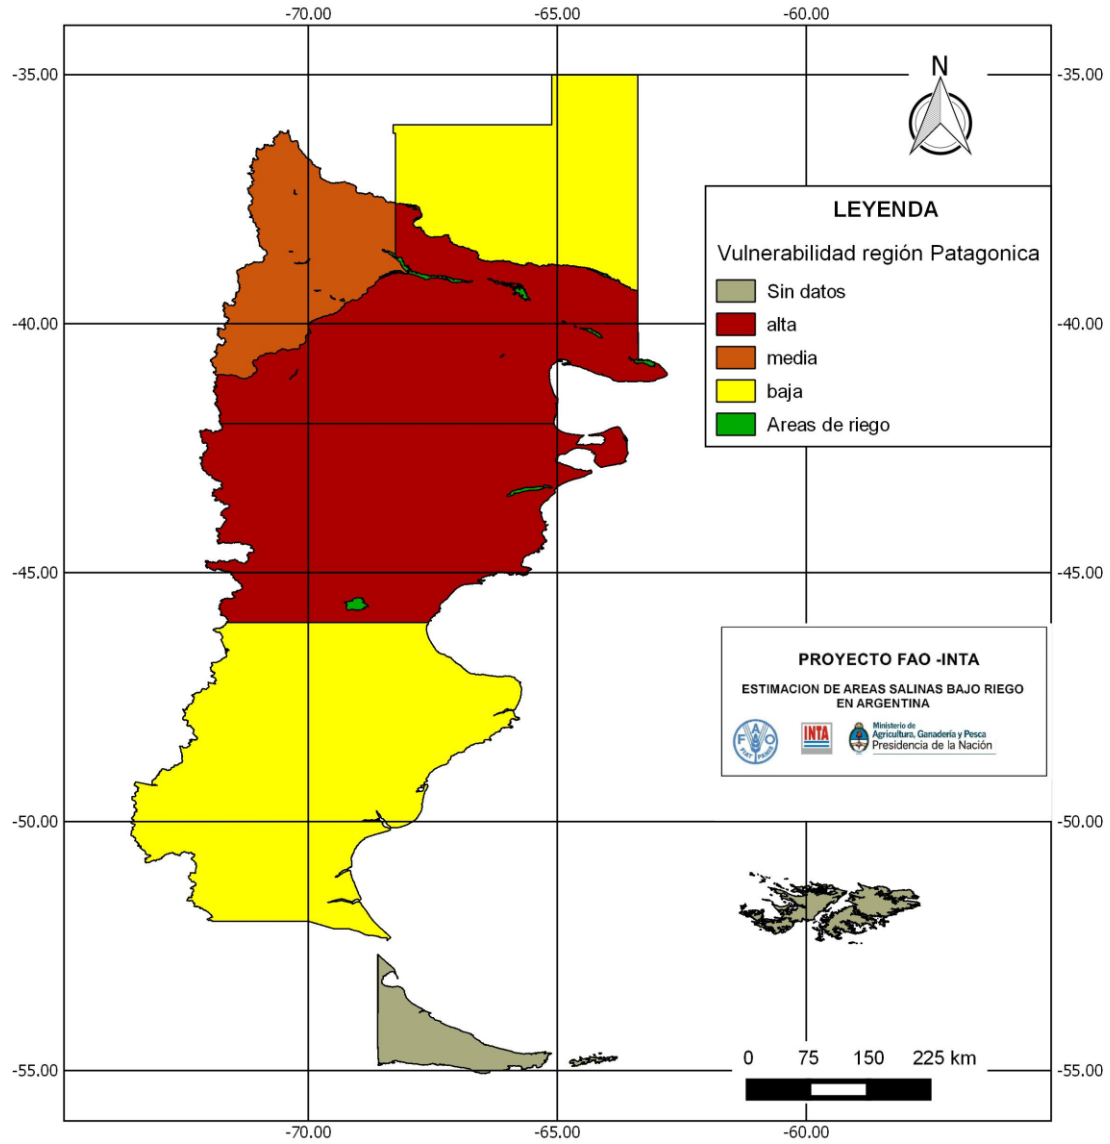 -70.00 -65.00 -60.00
-35.00 -35.00
N
LEYENDA
Vulnerabilidad región Patagonica
Sin datos
alta
media
baja
Areas de riego
-40.00 -40.00
-45.00 -45.00
PROYECTO FAO -INTA
ESTIMACION DE AREAS SALINAS BAJO RIEGO
EN ARGENTINA
F A O
FIAT PANIS
INTA
Ministerio de
Agricultura, Ganadería y Pesca
Presidencia de la Nación
-50.00 -50.00
0 75 150 225 km
-55.00 -55.00
-70.00 -65.00 -60.00